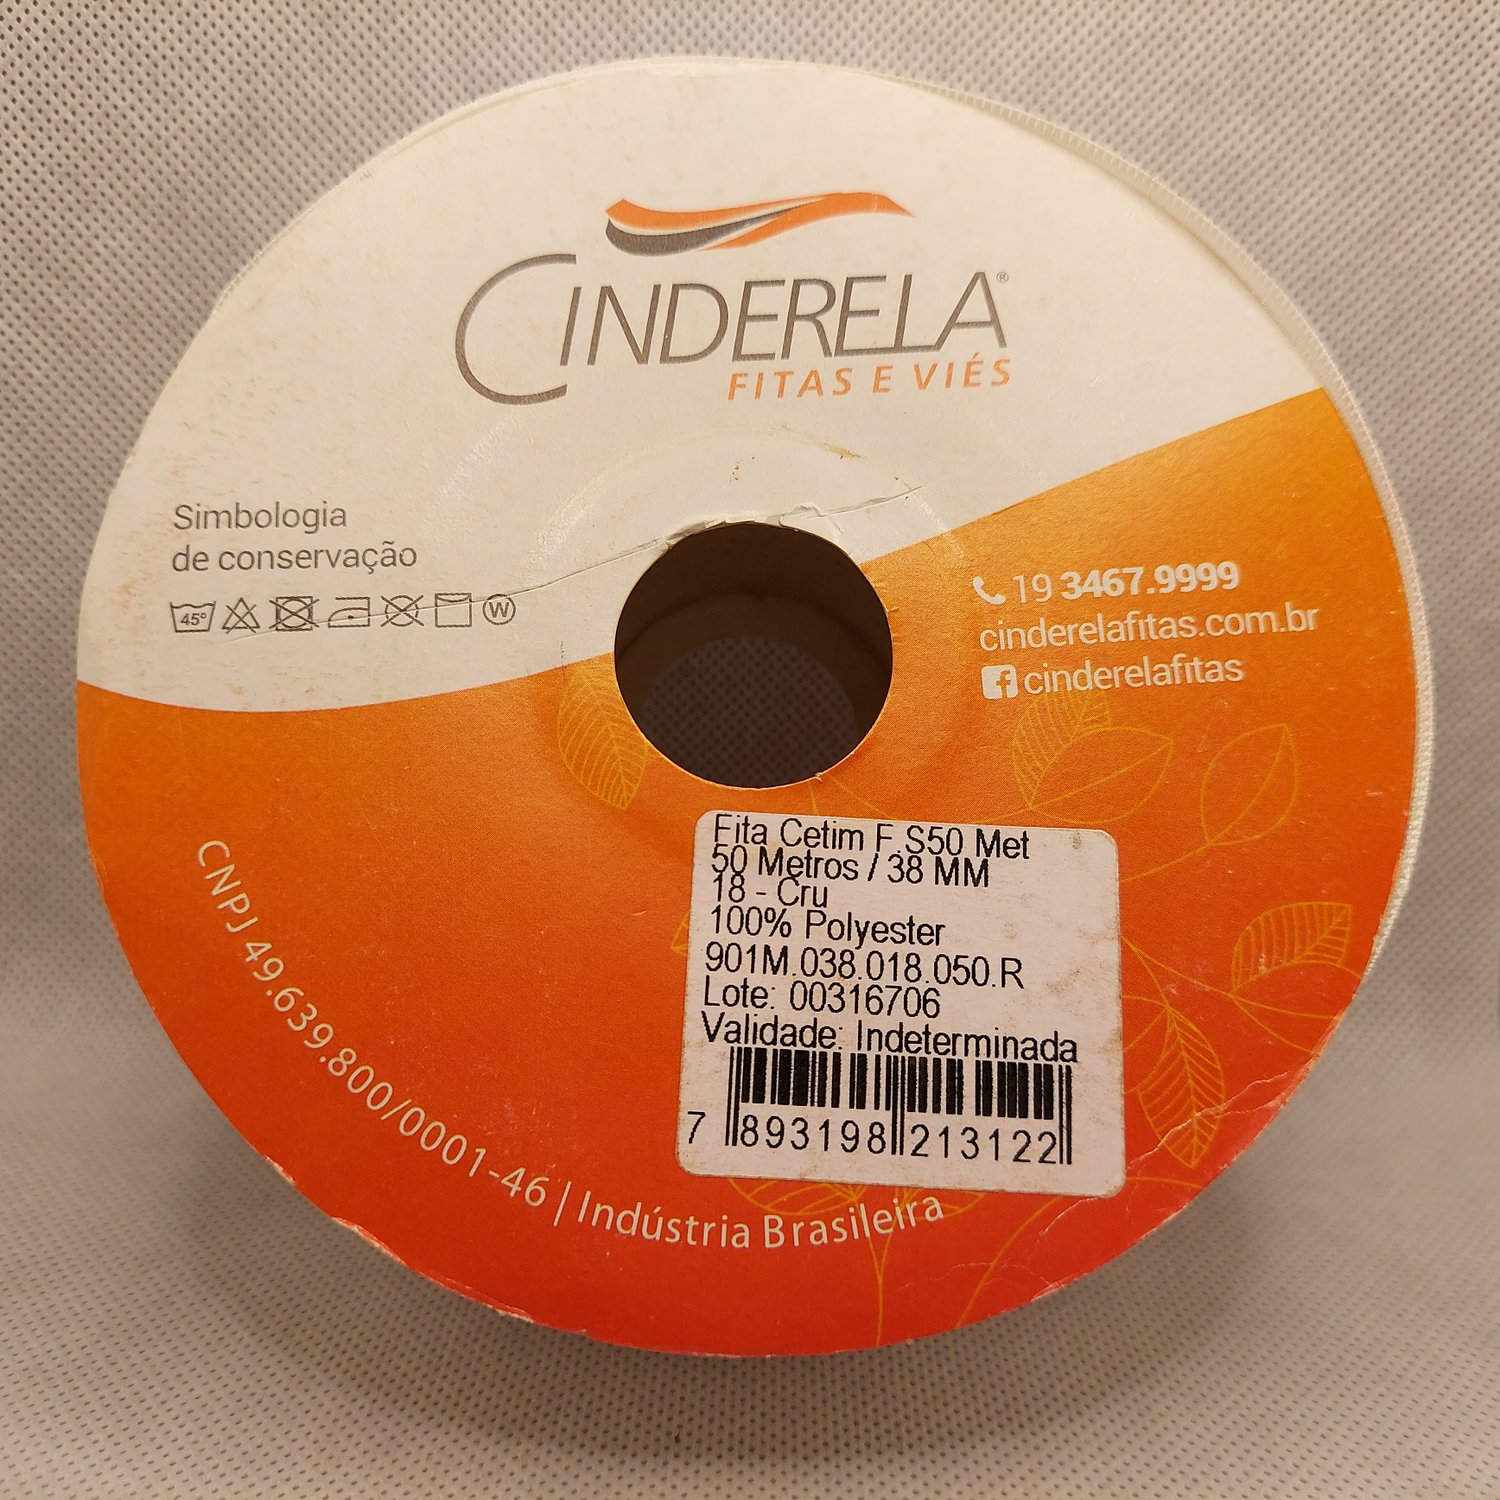 CINDERELA®
FITAS E VIÉS
Simbologia
de conservação
45°
W
19 3467.9999
cinderelafitas.com.br
f cinderelafitas
Fita Cetim F.S50 Met
50 Metros / 38 MM
18 - Cru
100% Polyester
901M.038.018.050.R
Lote: 00316706
Validade: Indeterminada
7 893198 213122
CNPJ 49.639.800/0001-46 | Indústria Brasileira